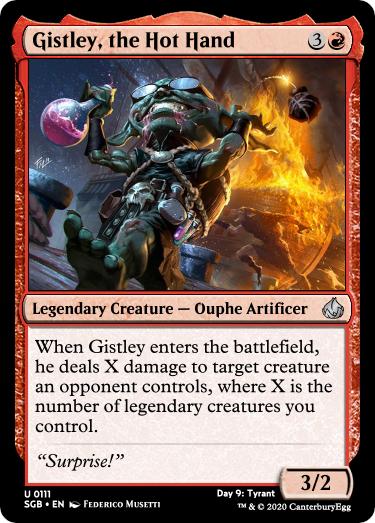 Gistley, the Hot Hand 3
Legendary Creature — Ouphe Artificer
When Gistley enters the battlefield,
he deals X damage to target creature
an opponent controls, where X is the
number of legendary creatures you
control.
“Surprise!”
3/2
U 0111
SGB • EN Federico Musetti
Day 9: Tyrant
™ & © 2020 CanterburyEgg